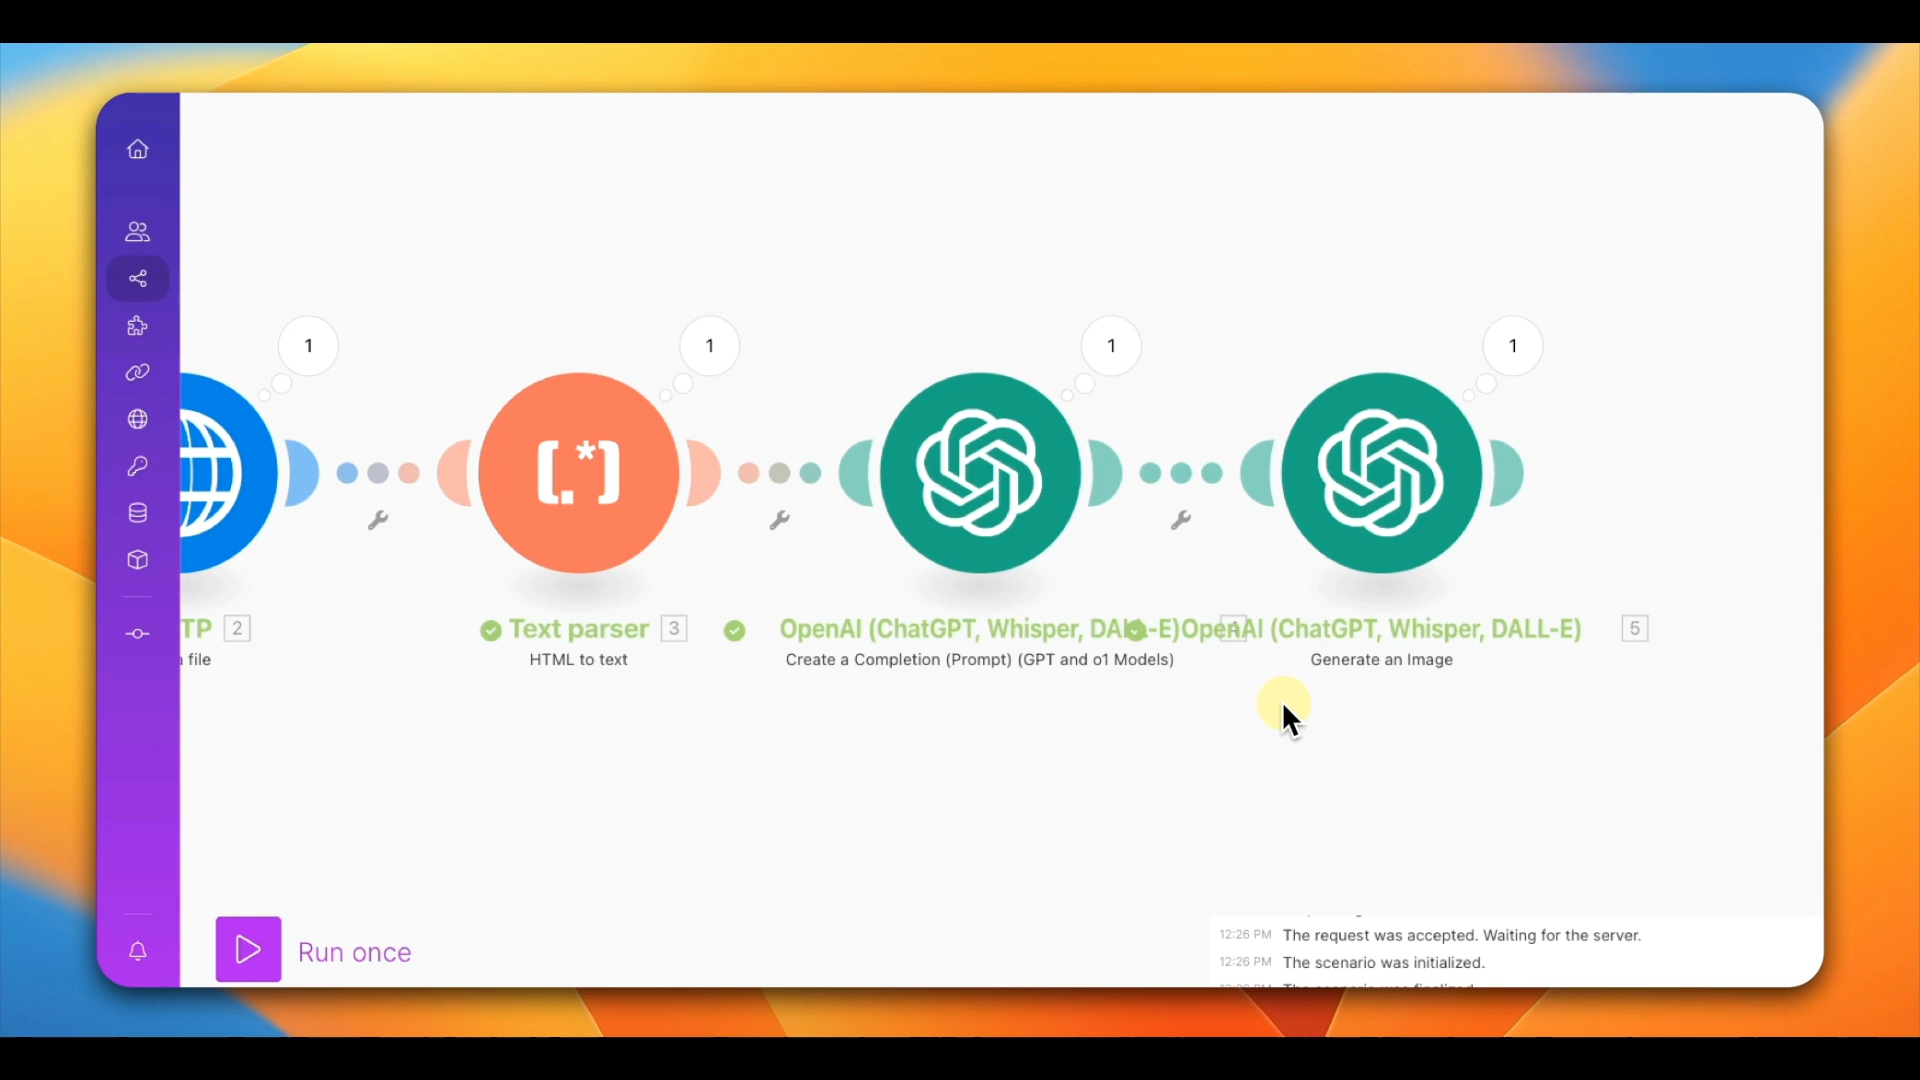 1
1
1
1
[.*]
TP 2
n file
Text parser 3
HTML to text
OpenAI (ChatGPT, Whisper, DALL-E) 4
Create a Completion (Prompt) (GPT and o1 Models)
OpenAI (ChatGPT, Whisper, DALL-E) 5
Generate an Image
Run once
12:26 PM The request was accepted. Waiting for the server.
12:26 PM The scenario was initialized.